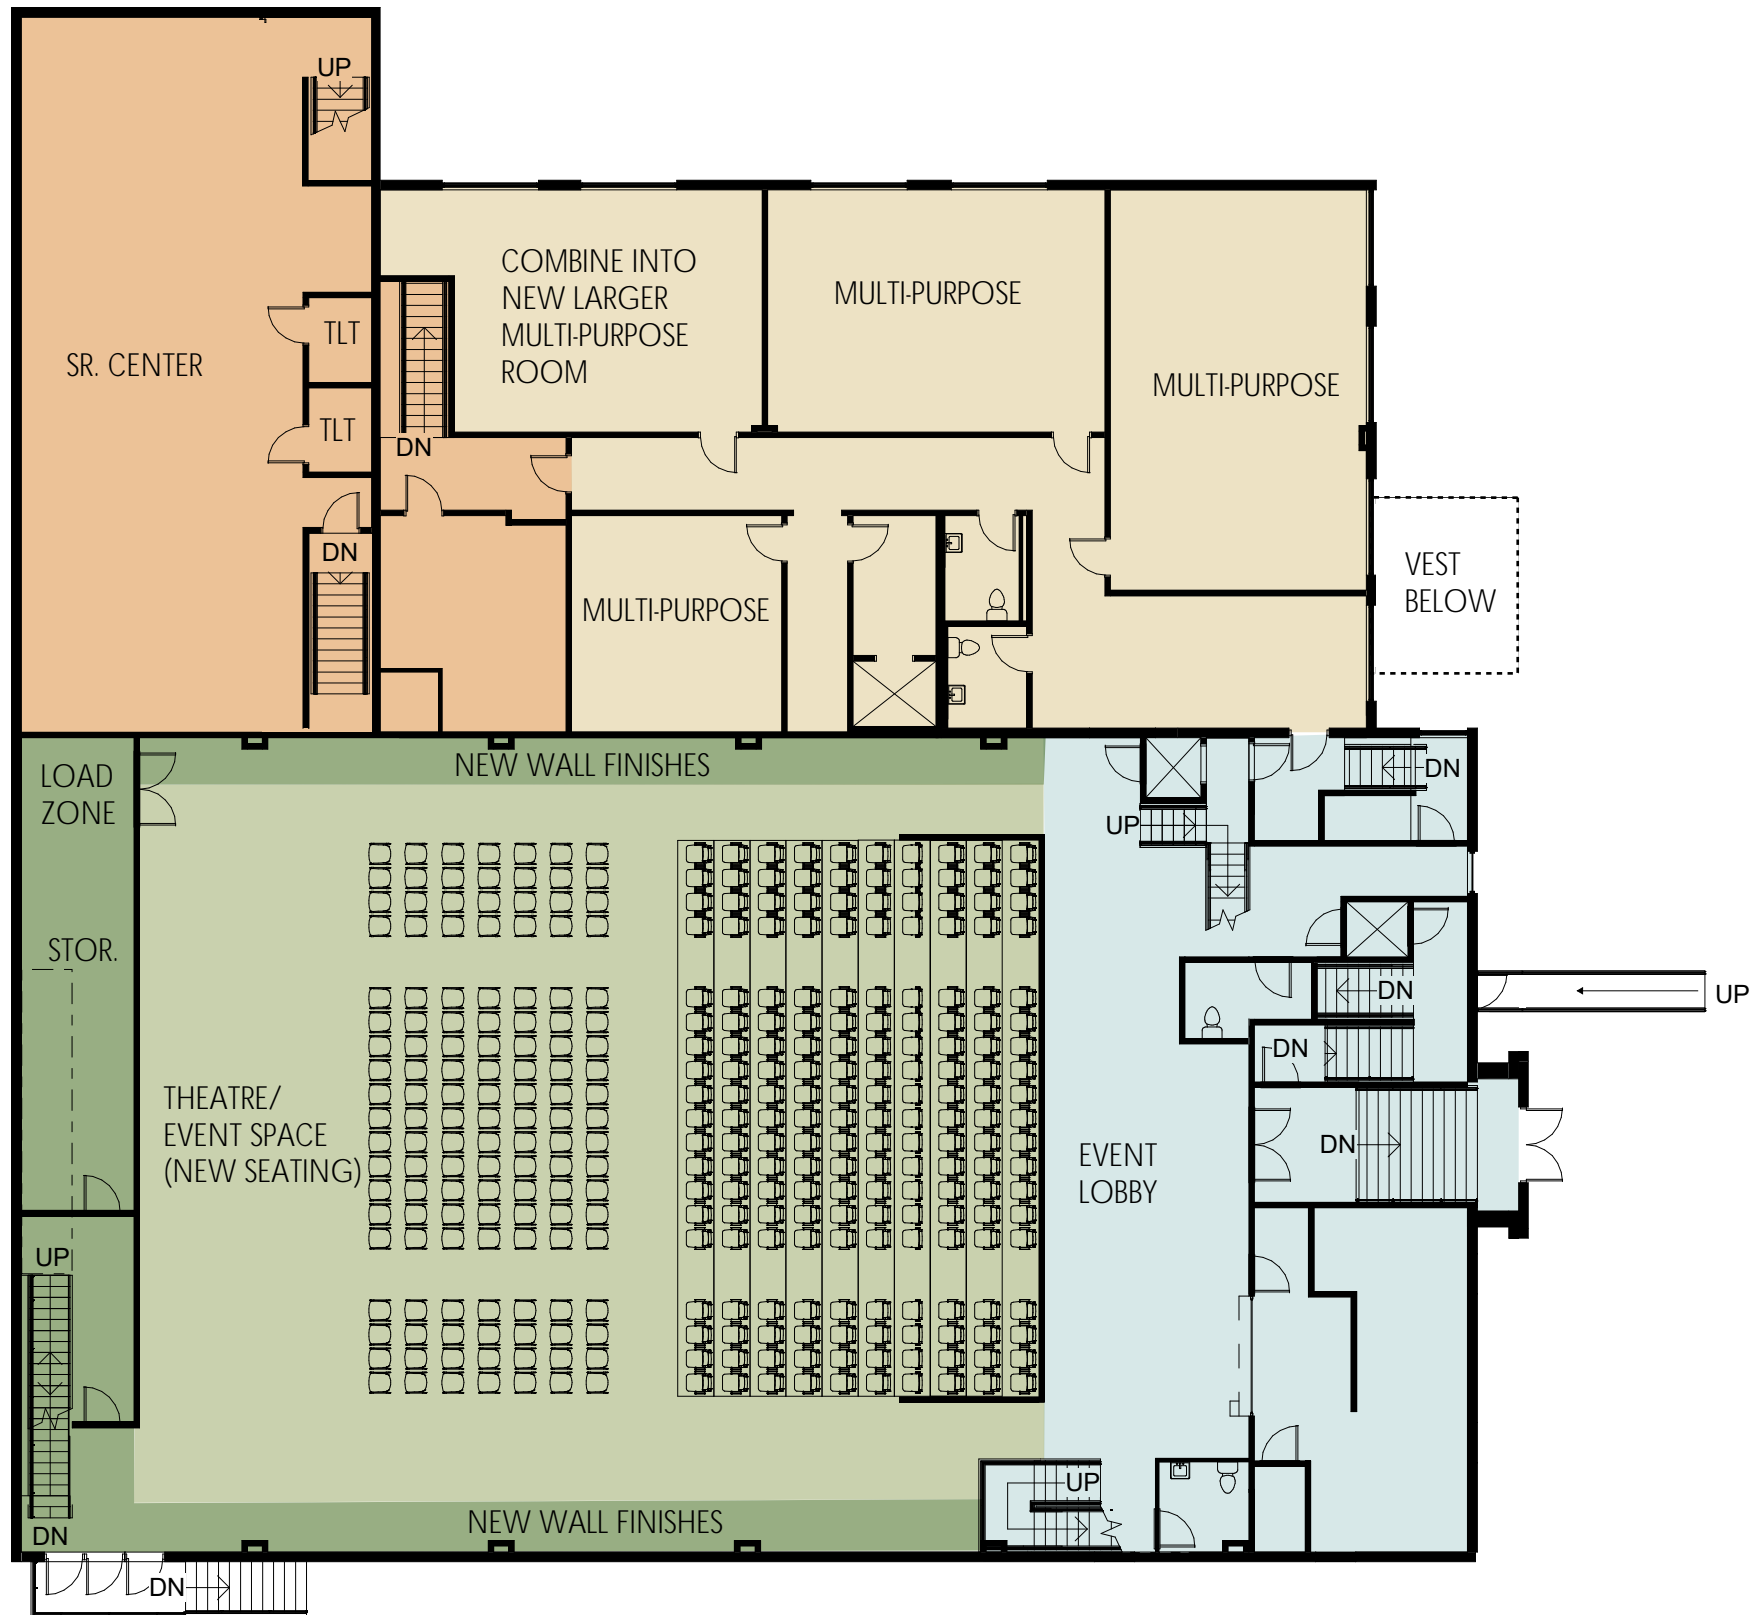 UP
COMBINE INTO
NEW LARGER
MULTI-PURPOSE
ROOM
MULTI-PURPOSE
MULTI-PURPOSE
SR. CENTER
TLT
TLT
DN
DN
MULTI-PURPOSE
VEST
BELOW
LOAD
ZONE
NEW WALL FINISHES
DN
UP
STOR.
DN
UP
DN
THEATRE/
EVENT SPACE
(NEW SEATING)
EVENT
LOBBY
DN
UP
UP
NEW WALL FINISHES
DN
DN